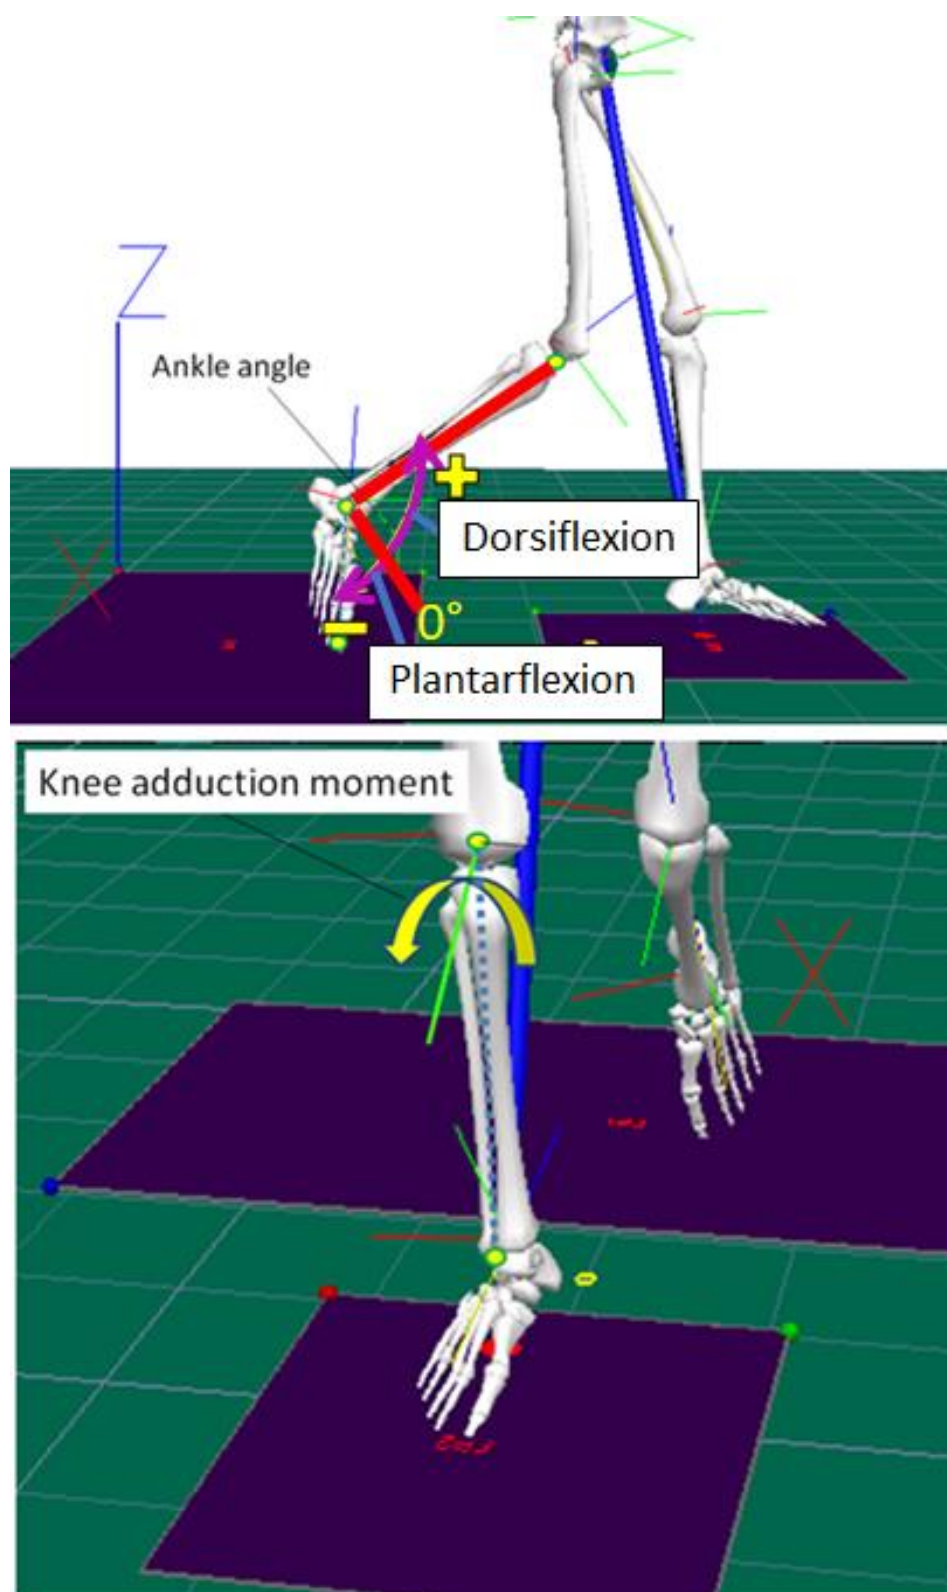 Z
Ankle angle
+
Dorsiflexion
X
0°
−
Plantarflexion
Knee adduction moment
X